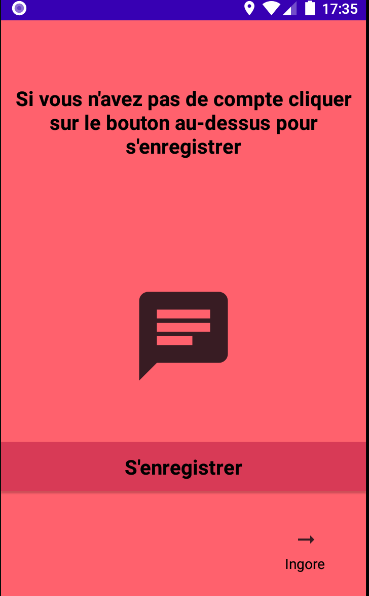 17:35
Si vous n'avez pas de compte cliquer
sur le bouton au-dessus pour
s'enregistrer
S'enregistrer
Ingore